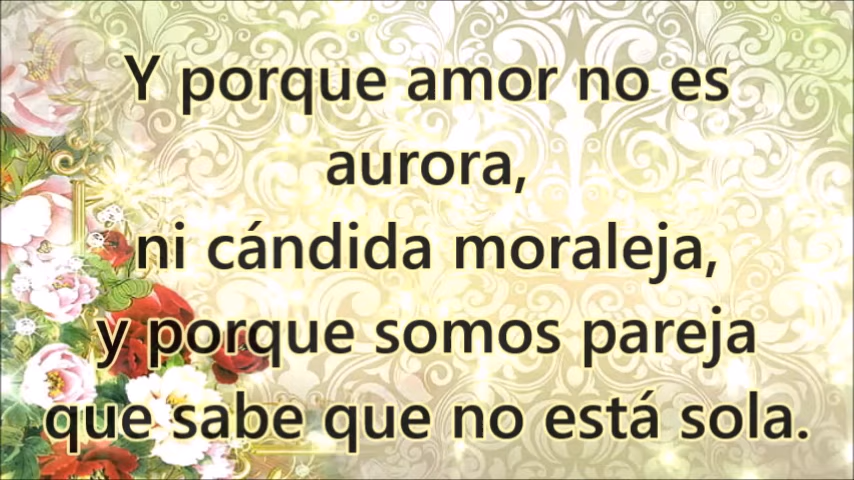 Y porque amor no es
aurora,
ni cándida moraleja,
y porque somos pareja
que sabe que no está sola.